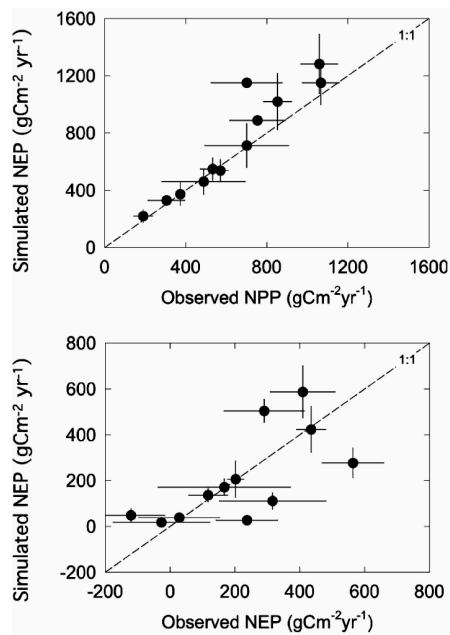 1600
1:1
1200
800
400
0
Simulated NEP (gCm⁻² yr⁻¹)
0 400 800 1200 1600
Observed NPP (gCm⁻²yr⁻¹)
800
1:1
600
400
200
0
-200
Simulated NEP (gCm⁻² yr⁻¹)
-200 0 200 400 600 800
Observed NEP (gCm⁻²yr⁻¹)